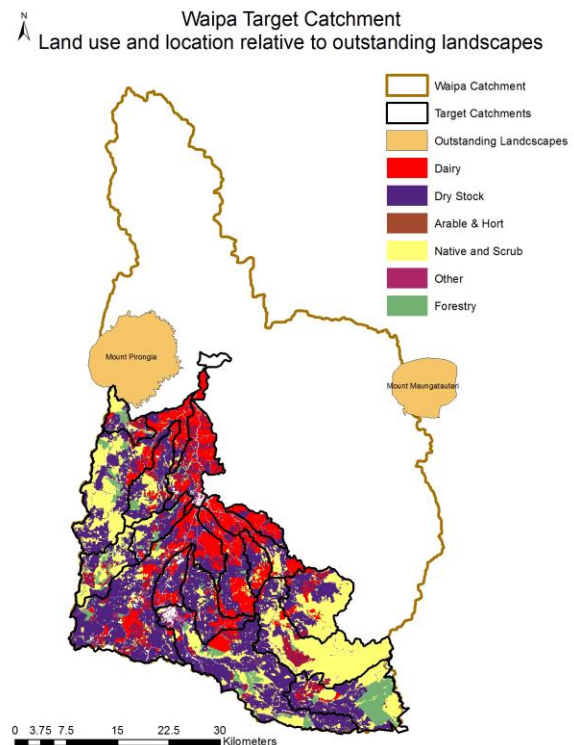 N
Waipa Target Catchment
Land use and location relative to outstanding landscapes
Waipa Catchment
Target Catchments
Outstanding Landcscapes
Dairy
Dry Stock
Arable & Hort
Native and Scrub
Other
Forestry
Mount Pirongia
Mount Maungatautari
0 3.75 7.5 15 22.5 30
Kilometers